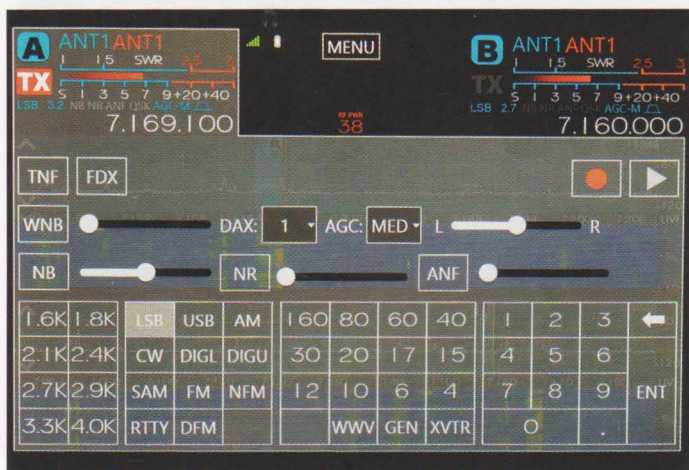 A ANT1 ANT1
1 1,5 SWR 2,5 3
TX
S 1 3 5 7 9+20+40
LSB 3.2 NB NR ANF QSK AGC-M
7.169.100
MENU
RF PWR
38
B ANT1 ANT1
1 1,5 SWR 2,5 3
TX
S 1 3 5 7 9+20+40
LSB 2.7 NB NR ANF QSK AGC-M
7.160.000
TNF FDX
WNB DAX: 1 AGC: MED L R
NB NR ANF
1.6K 1.8K LSB USB AM 160 80 60 40 1 2 3
2.1K 2.4K CW DIGL DIGU 30 20 17 15 4 5 6
2.7K 2.9K SAM FM NFM 12 10 6 4 7 8 9 ENT
3.3K 4.0K RTTY DFM WWV GEN XVTR 0 .